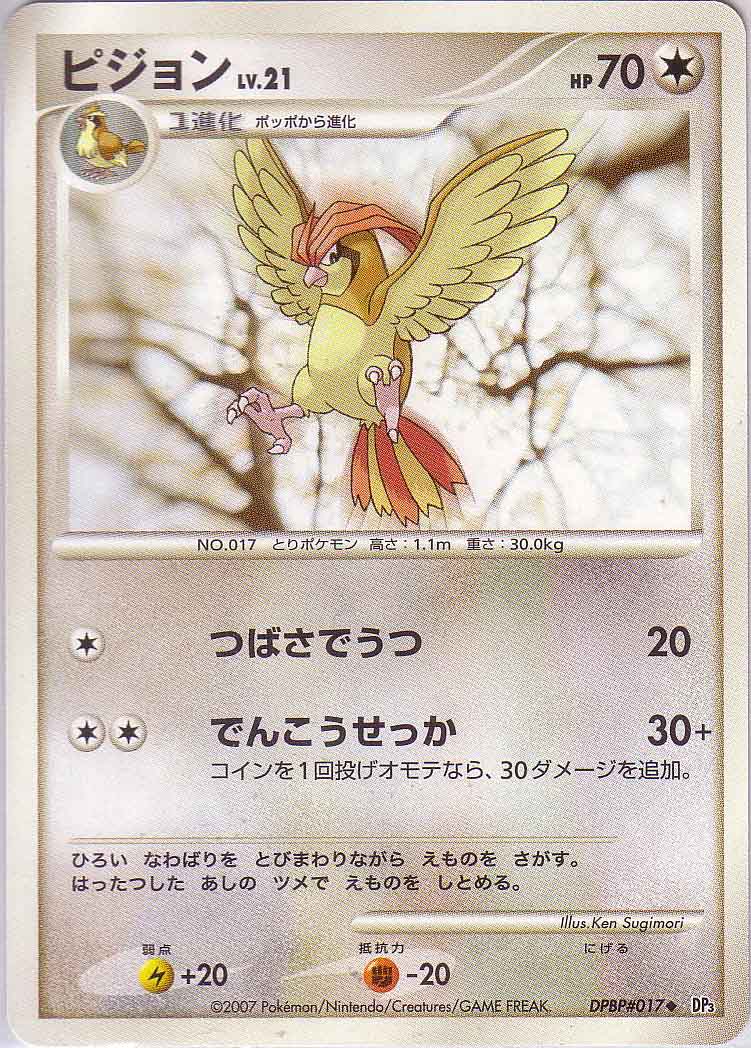 ピジョン LV.21 HP 70
1進化 ポッポから進化
NO.017 とりポケモン 高さ：1.1m 重さ：30.0kg
つばさでうつ 20
でんこうせっか 30+
コインを1回投げオモテなら、30ダメージを追加。
ひろい なわばりを とびまわりながら えものを さがす。
はったつした あしの ツメで えものを しとめる。
Illus.Ken Sugimori
弱点 抵抗力 にげる
+20 -20
©2007 Pokémon/Nintendo/Creatures/GAME FREAK. DPBP#017◆ DP3